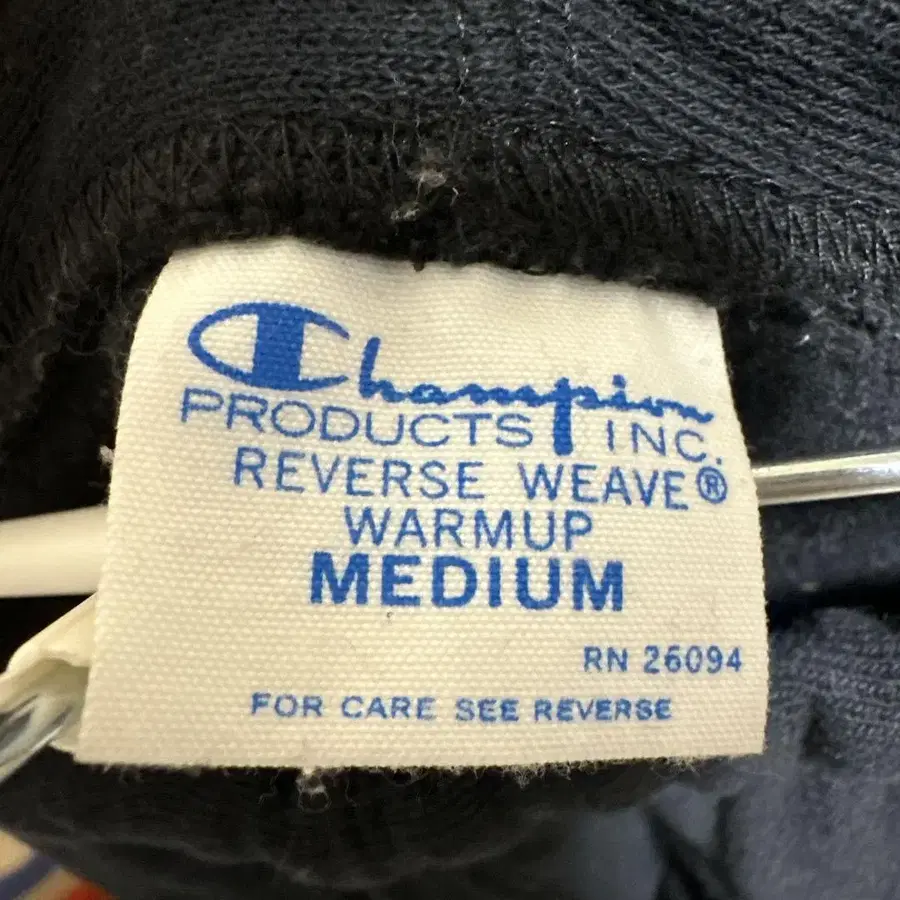 Champion
PRODUCTS INC.
REVERSE WEAVE®
WARMUP
MEDIUM
RN 26094
FOR CARE SEE REVERSE